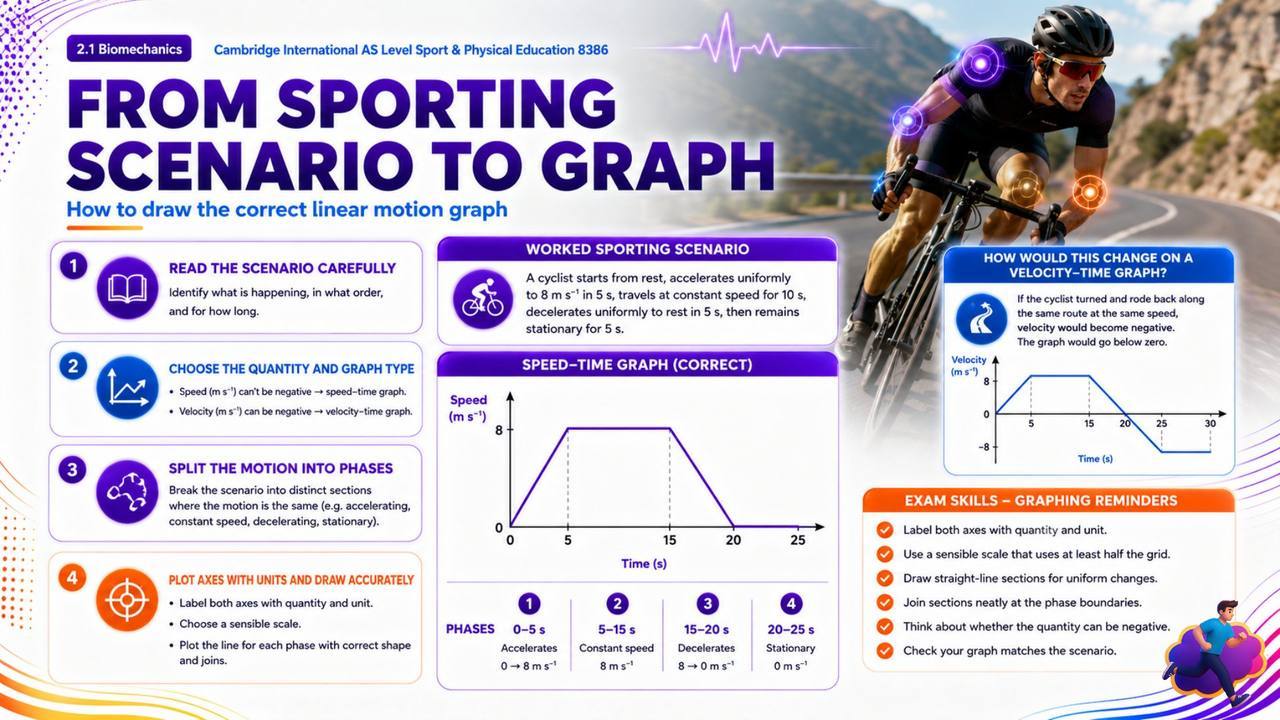 2.1 Biomechanics
Cambridge International AS Level Sport & Physical Education 8386
FROM SPORTING
SCENARIO TO GRAPH
How to draw the correct linear motion graph
1
READ THE SCENARIO CAREFULLY
Identify what is happening, in what order,
and for how long.
2
CHOOSE THE QUANTITY AND GRAPH TYPE
• Speed (m s⁻¹) can't be negative → speed–time graph.
• Velocity (m s⁻¹) can be negative → velocity–time graph.
3
SPLIT THE MOTION INTO PHASES
Break the scenario into distinct sections
where the motion is the same (e.g. accelerating,
constant speed, decelerating, stationary).
4
PLOT AXES WITH UNITS AND DRAW ACCURATELY
• Label both axes with quantity and unit.
• Choose a sensible scale.
• Plot the line for each phase with correct shape
and joins.
WORKED SPORTING SCENARIO
A cyclist starts from rest, accelerates uniformly
to 8 m s⁻¹ in 5 s, travels at constant speed for 10 s,
decelerates uniformly to rest in 5 s, then remains
stationary for 5 s.
SPEED–TIME GRAPH (CORRECT)
Speed
(m s⁻¹)
8
0
0 5 15 20 25
Time (s)
PHASES
1 2 3 4
0–5 s 5–15 s 15–20 s 20–25 s
Accelerates Constant speed Decelerates Stationary
0 → 8 m s⁻¹ 8 m s⁻¹ 8 → 0 m s⁻¹ 0 m s⁻¹
HOW WOULD THIS CHANGE ON A
VELOCITY–TIME GRAPH?
If the cyclist turned and rode back along
the same route at the same speed,
velocity would become negative.
The graph would go below zero.
Velocity
(m s⁻¹)
8
0
5 15 20 25 30
−8
Time (s)
EXAM SKILLS – GRAPHING REMINDERS
Label both axes with quantity and unit.
Use a sensible scale that uses at least half the grid.
Draw straight-line sections for uniform changes.
Join sections neatly at the phase boundaries.
Think about whether the quantity can be negative.
Check your graph matches the scenario.